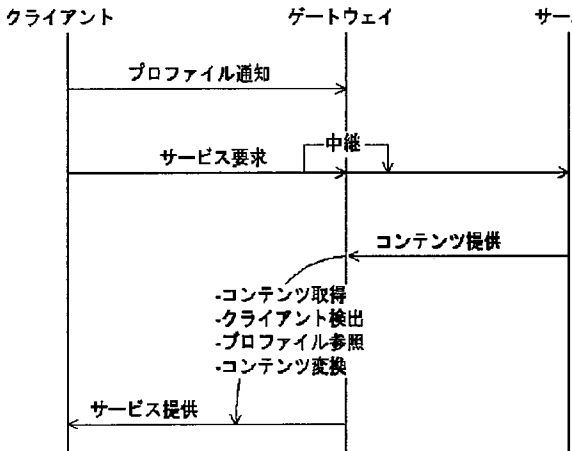 クライアント
ゲートウェイ
サー
プロファイル通知
中継
サービス要求
コンテンツ提供
-コンテンツ取得
-クライアント検出
-プロファイル参照
-コンテンツ変換
サービス提供